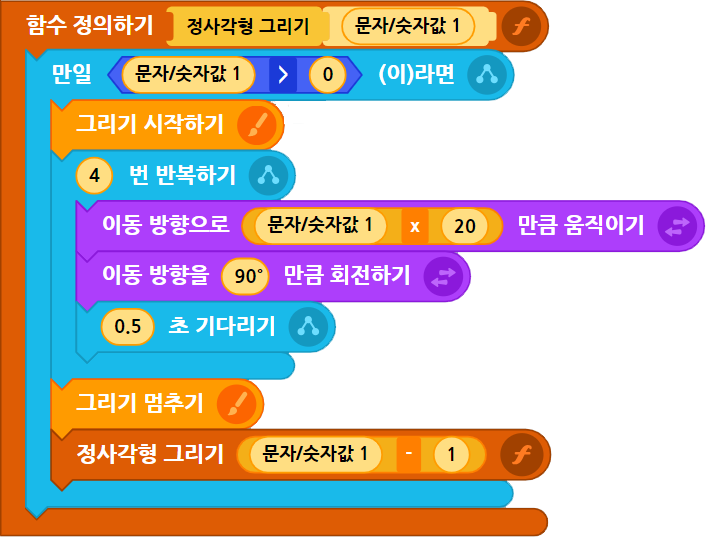 함수 정의하기 정사각형 그리기 문자/숫자값 1
만일 문자/숫자값 1 > 0 (이)라면
그리기 시작하기
4 번 반복하기
이동 방향으로 문자/숫자값 1 x 20 만큼 움직이기
이동 방향을 90° 만큼 회전하기
0.5 초 기다리기
그리기 멈추기
정사각형 그리기 문자/숫자값 1 - 1